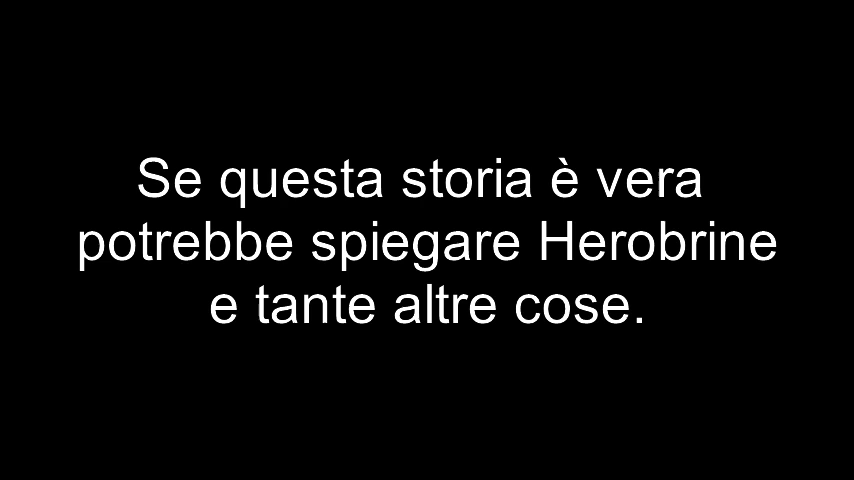 Se questa storia è vera
potrebbe spiegare Herobrine
e tante altre cose.